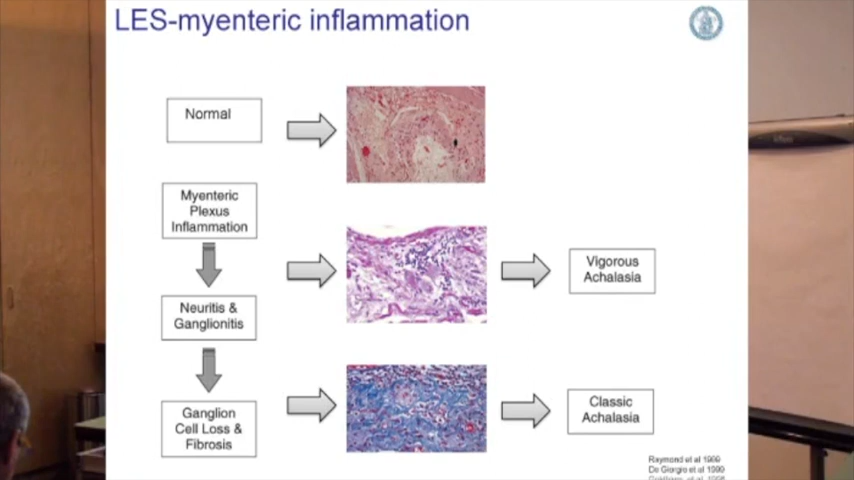 LES-myenteric inflammation
Normal
Myenteric
Plexus
Inflammation
Neuritis &
Ganglionitis
Ganglion
Cell Loss &
Fibrosis
Vigorous
Achalasia
Classic
Achalasia
Raymond et al 1999
De Giorgio et al 1999